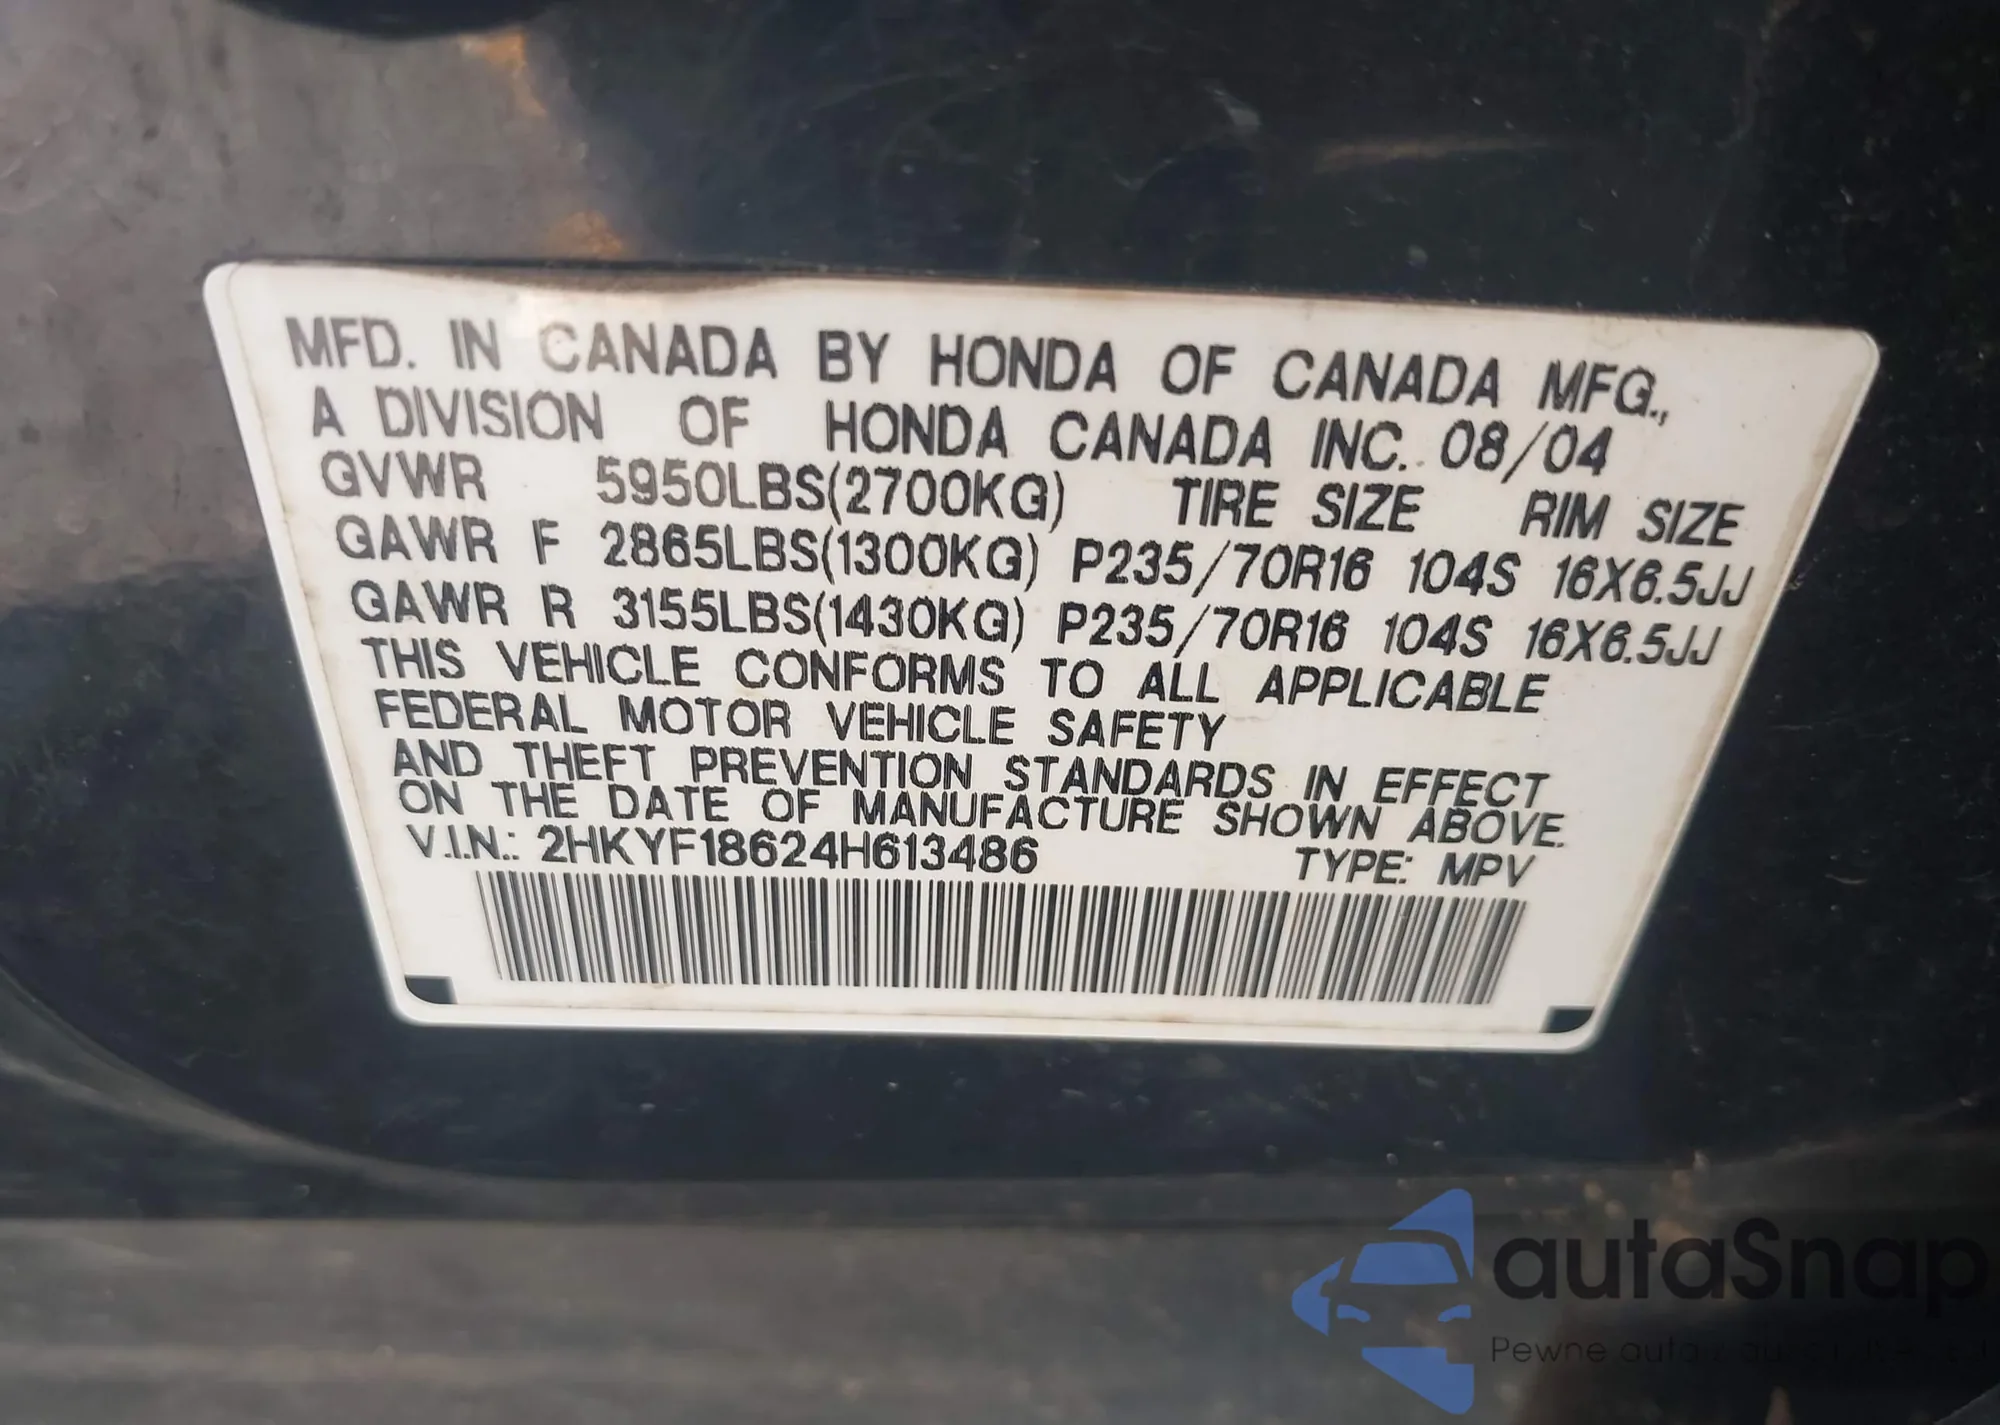 MFD. IN CANADA BY HONDA OF CANADA MFG.,
A DIVISION OF HONDA CANADA INC. 08/04
GVWR 5950LBS(2700KG) TIRE SIZE RIM SIZE
GAWR F 2865LBS(1300KG) P235/70R16 104S 16X6.5JJ
GAWR R 3155LBS(1430KG) P235/70R16 104S 16X6.5JJ
THIS VEHICLE CONFORMS TO ALL APPLICABLE
FEDERAL MOTOR VEHICLE SAFETY
AND THEFT PREVENTION STANDARDS IN EFFECT
ON THE DATE OF MANUFACTURE SHOWN ABOVE.
V.I.N.: 2HKYF18624H613486 TYPE: MPV
autaSnap
Pewne auta z